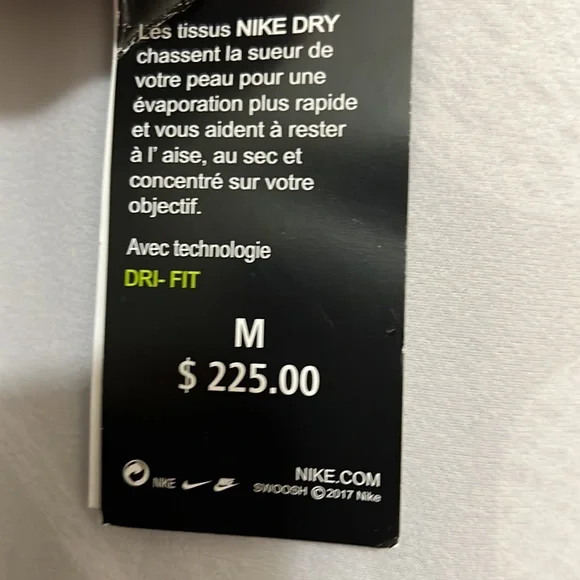 Les tissus NIKE DRY
chassent la sueur de
votre peau pour une
évaporation plus rapide
et vous aident à rester
à l' aise, au sec et
concentré sur votre
objectif.
Avec technologie
DRI- FIT
M
$ 225.00
NIKE.COM
NIKE
SWOOSH ©2017 Nike